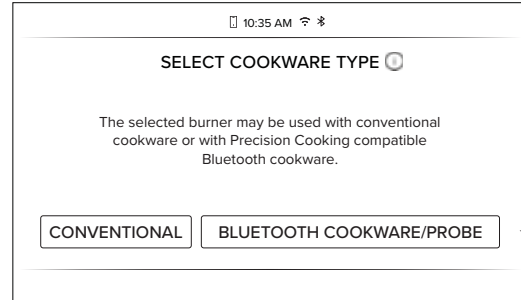 10:35 AM
SELECT COOKWARE TYPE
The selected burner may be used with conventional
cookware or with Precision Cooking compatible
Bluetooth cookware.
CONVENTIONAL
BLUETOOTH COOKWARE/PROBE